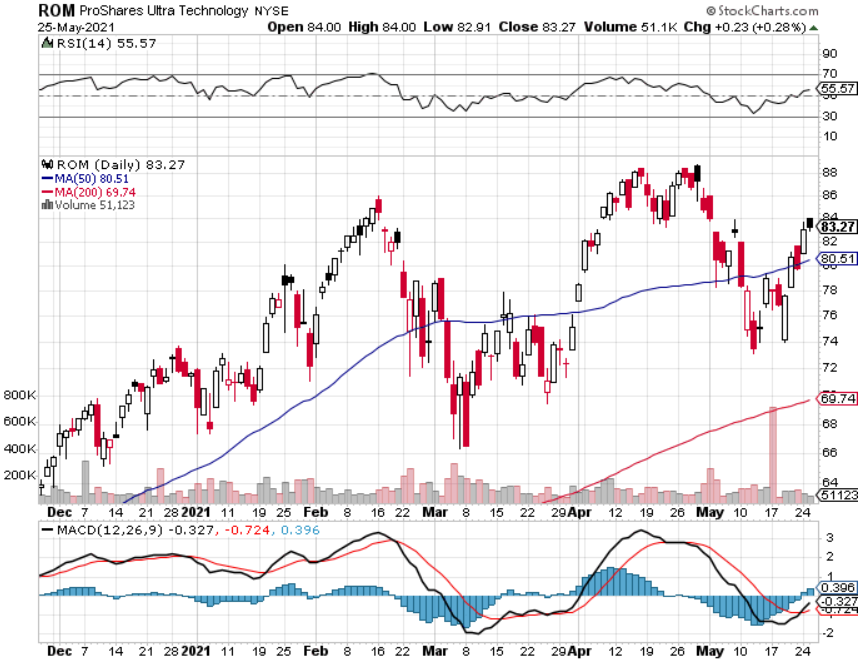 ROM ProShares Ultra Technology NYSE
© StockCharts.com
25-May-2021
Open 84.00 High 84.00 Low 82.91 Close 83.27 Volume 51.1K Chg +0.23 (+0.28%)
RSI(14) 55.57
90
70
55.57
30
10
ROM (Daily) 83.27
MA(50) 80.51
MA(200) 69.74
Volume 51,123
88
86
84
83.27
82
80.51
78
76
74
72
69.74
68
66
64
51123
800K
600K
400K
200K
Dec 7 14 21 28 2021 11 19 25 Feb 8 16 22 Mar 8 15 22 29 Apr 12 19 26 May 10 17 24
MACD(12,26,9) -0.327, -0.724, 0.396
3
2
1
0.396
-0.327
-0.724
-2
Dec 7 14 21 28 2021 11 19 25 Feb 8 16 22 Mar 8 15 22 29 Apr 12 19 26 May 10 17 24